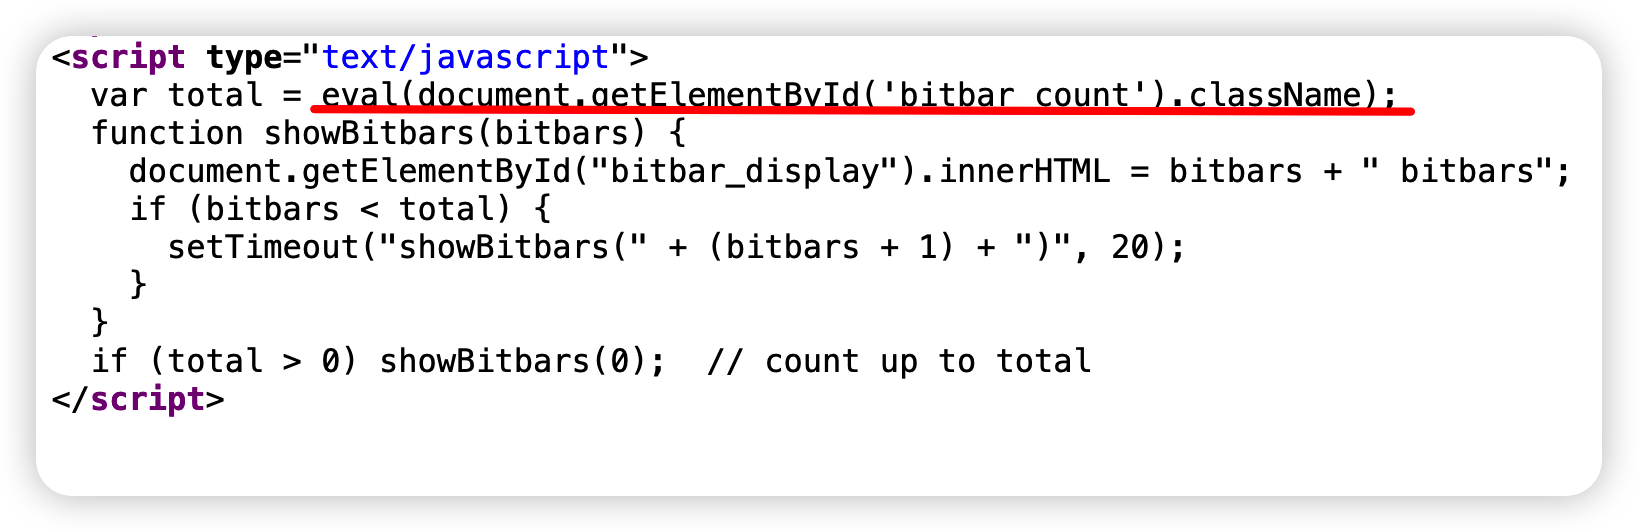 <script type="text/javascript">
var total = eval(document.getElementById('bitbar_count').className);
function showBitbars(bitbars) {
document.getElementById("bitbar_display").innerHTML = bitbars + " bitbars";
if (bitbars < total) {
setTimeout("showBitbars(" + (bitbars + 1) + ")", 20);
}
}
if (total > 0) showBitbars(0);  // count up to total
</script>